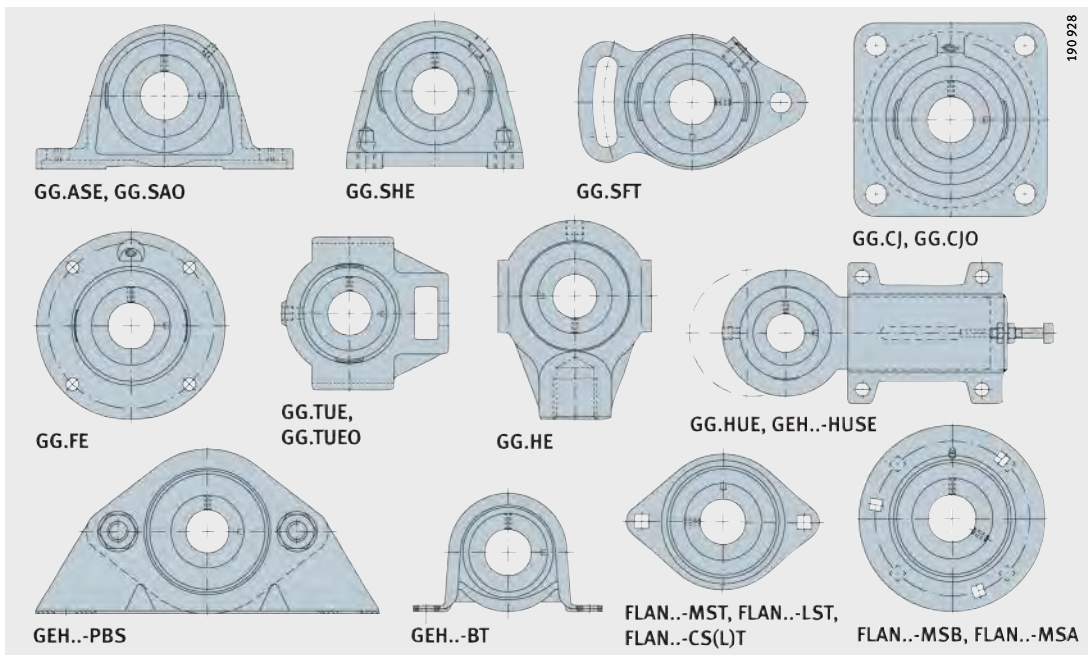 190 928
GG.ASE, GG.SAO
GG.SHE
GG.SFT
GG.CJ, GG.CJO
GG.FE
GG.TUE,
GG.TUEO
GG.HE
GG.HUE, GEH..-HUSE
GEH..-PBS
GEH..-BT
FLAN..-MST, FLAN..-LST,
FLAN..-CS(L)T
FLAN..-MSB, FLAN..-MSA